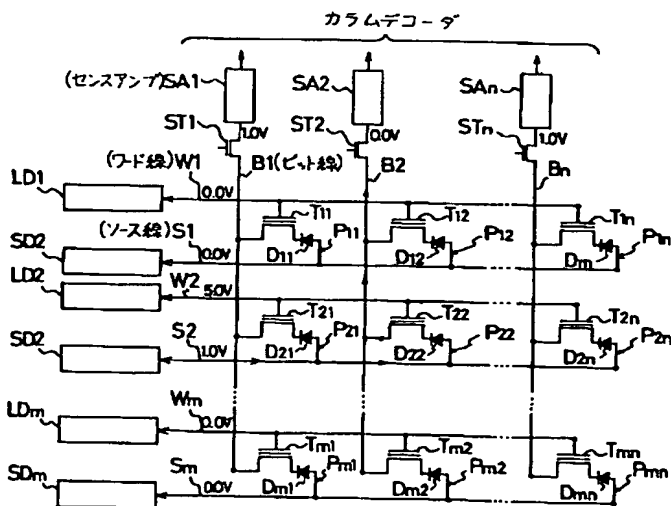 カラムデコーダ
(センスアンプ)SA1 SA2 SAn
ST1 1.0V ST2 0.0V STn 1.0V
(ワード線)W1 B1(ビット線) B2 Bn
LD1 0.0V
T11 T12 T1n
(ソース線)S1 P11 P12 P1n
SD2 0.0V D11 D12 Dm
LD2 W2 5.0V
T21 T22 T2n
S2 P21 P22 P2n
SD2 1.0V D21 D22 D2n
LDm Wm 0.0V
Tm1 Tm2 Tmn
Sm Pm1 Pm2 Pmn
SDm 0.0V Dm1 Dm2 Dmn